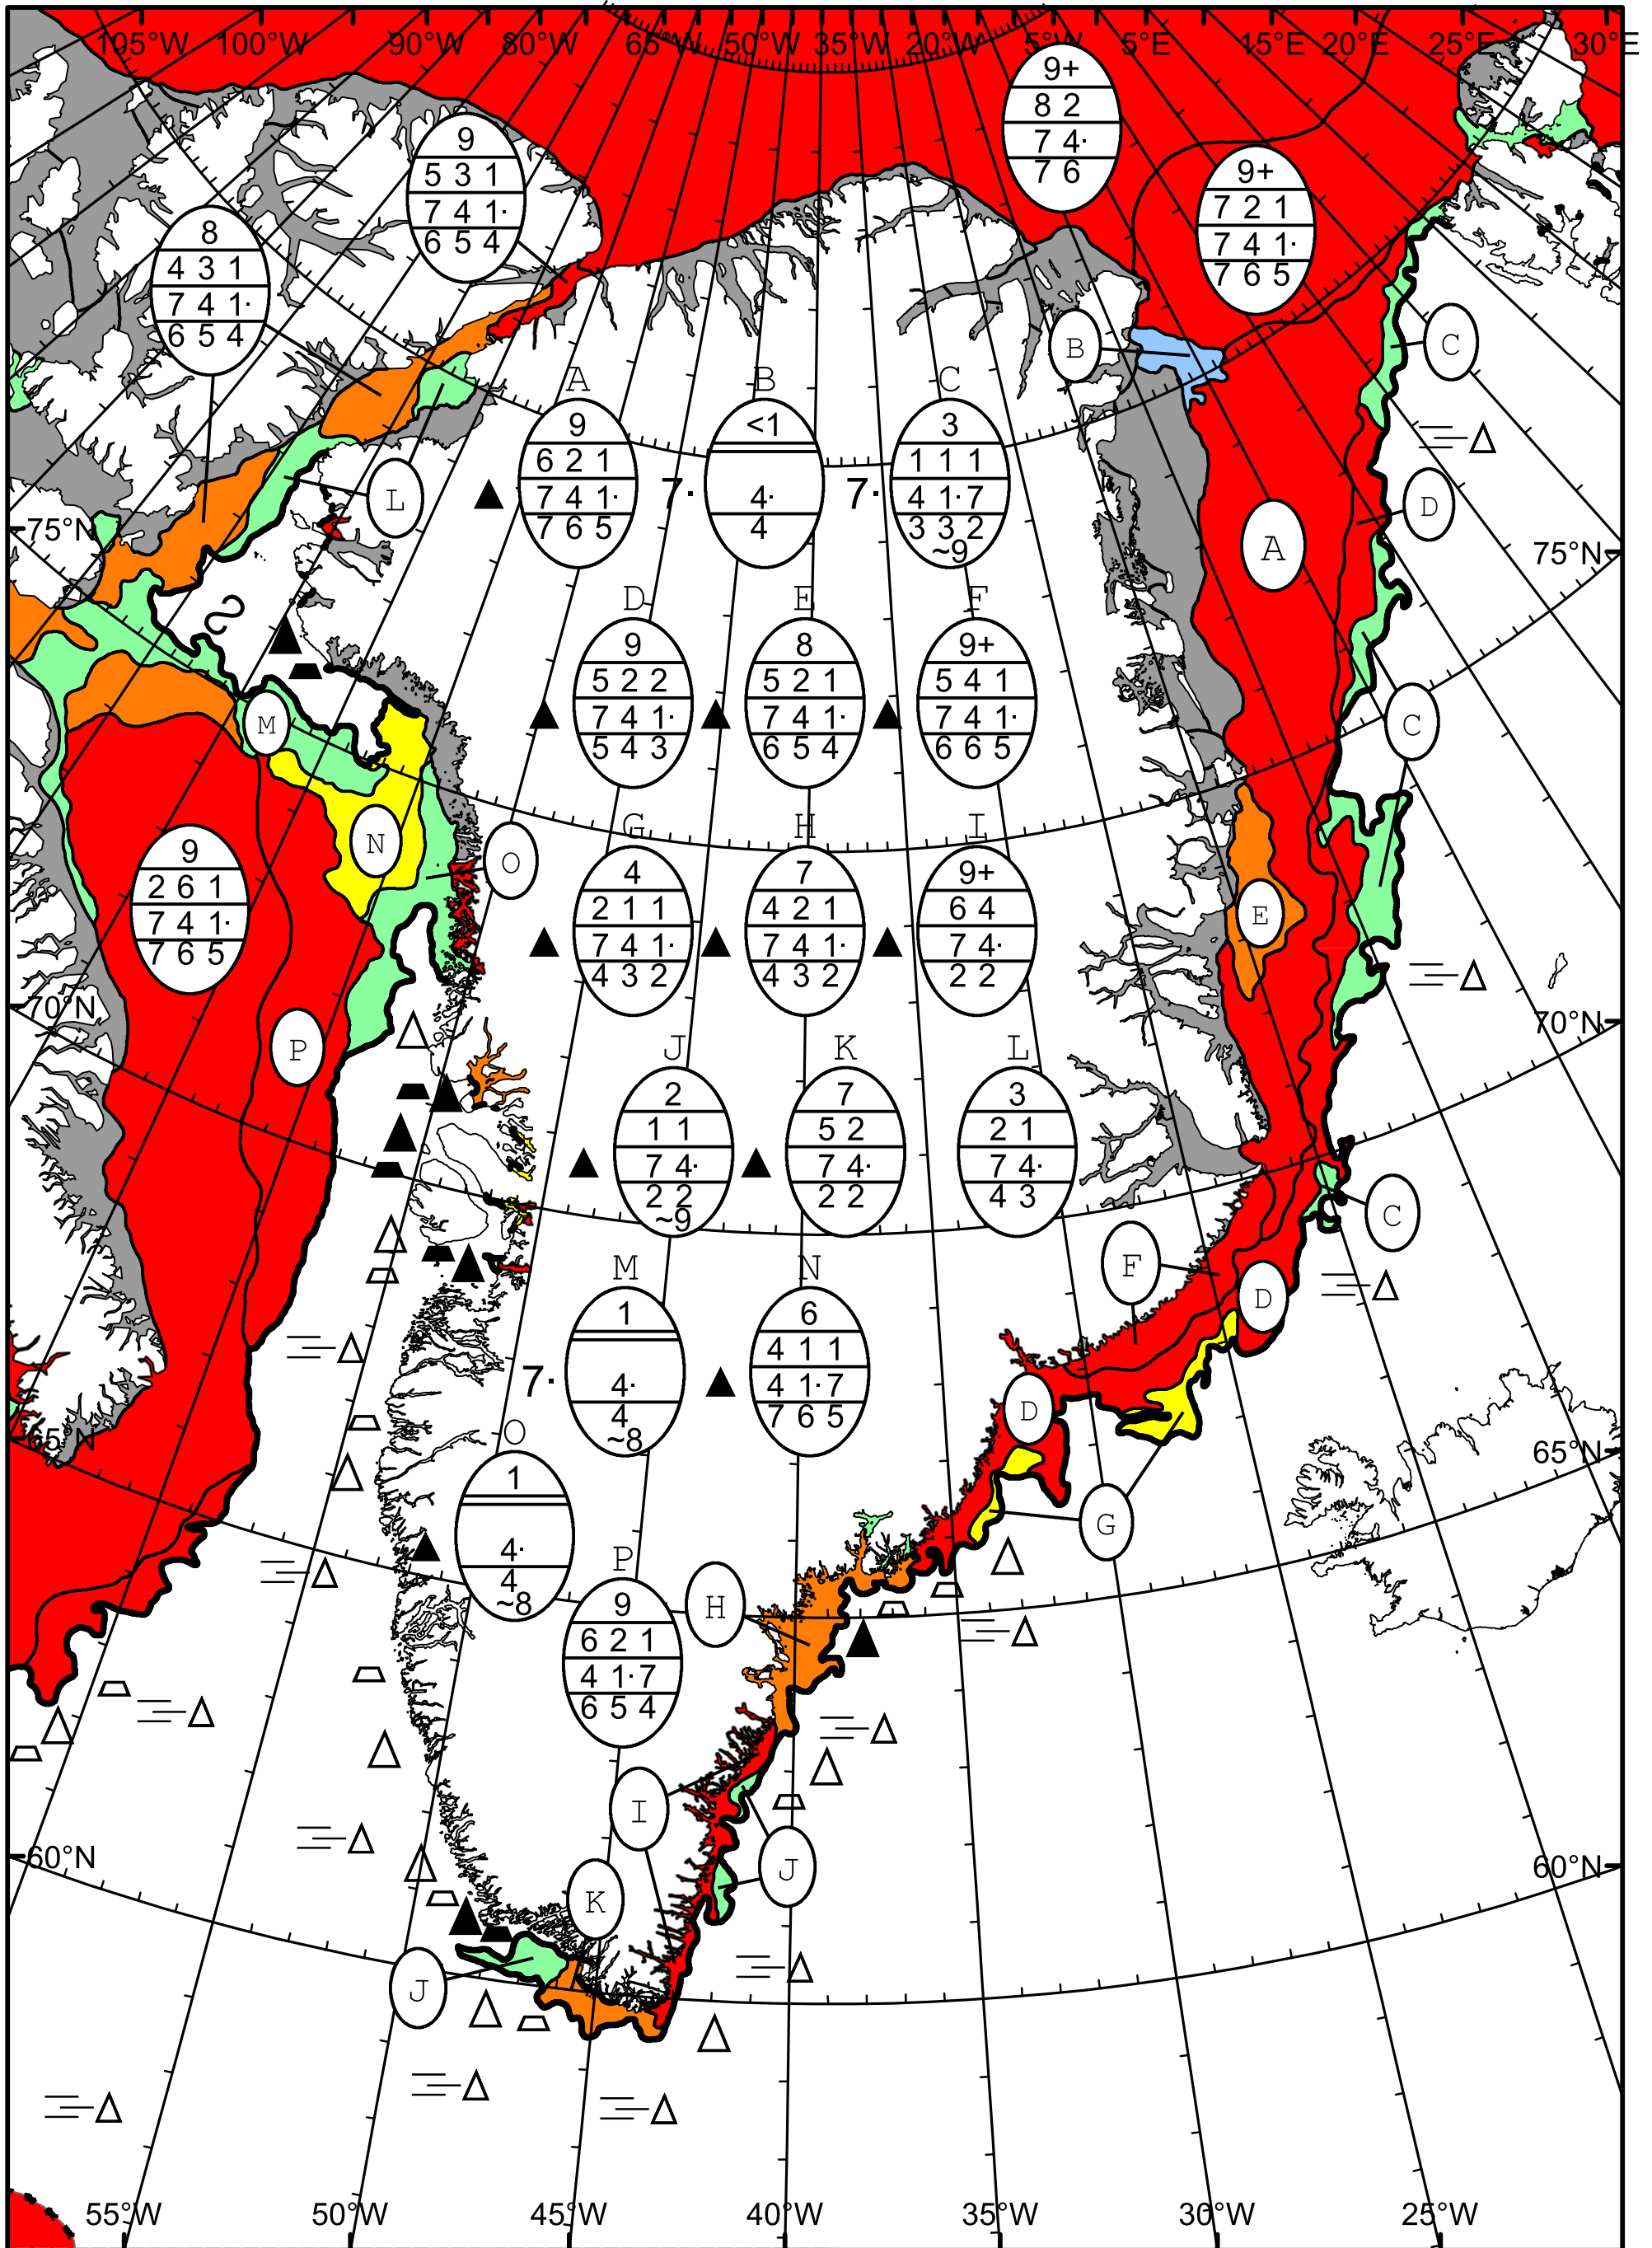 105°W 100°W 90°W 80°W 65°W 50°W 35°W 20°W 5°W 5°E 15°E 20°E 25°E 30°E
9+
8 2
7 4·
7 6
9
5 3 1
7 4 1·
6 5 4
9+
7 2 1
7 4 1·
7 6 5
8
4 3 1
7 4 1·
6 5 4
B
C
A
9
6 2 1
7 4 1·
7 6 5
B
7·
<1
4·
4
C
7·
3
1 1 1
4 1·7
3 3 2
~9
L
D
75°N
A
75°N
D
9
5 2 2
7 4 1·
5 4 3
E
8
5 2 1
7 4 1·
6 5 4
F
9+
5 4 1
7 4 1·
6 6 5
M
C
G
4
2 1 1
7 4 1·
4 3 2
H
7
4 2 1
7 4 1·
4 3 2
I
9+
6 4
7 4·
2 2
N
O
9
2 6 1
7 4 1·
7 6 5
E
70°N
70°N
P
J
2
1 1
7 4·
2 2
~9
K
7
5 2
7 4·
2 2
L
3
2 1
7 4·
4 3
C
F
D
M
7·
1
4·
4
~8
N
6
4 1 1
4 1·7
7 6 5
D
65°N
65°N
O
1
4·
4
~8
G
P
9
6 2 1
4 1·7
6 5 4
H
I
J
60°N
60°N
K
J
55°W 50°W 45°W 40°W 35°W 30°W 25°W